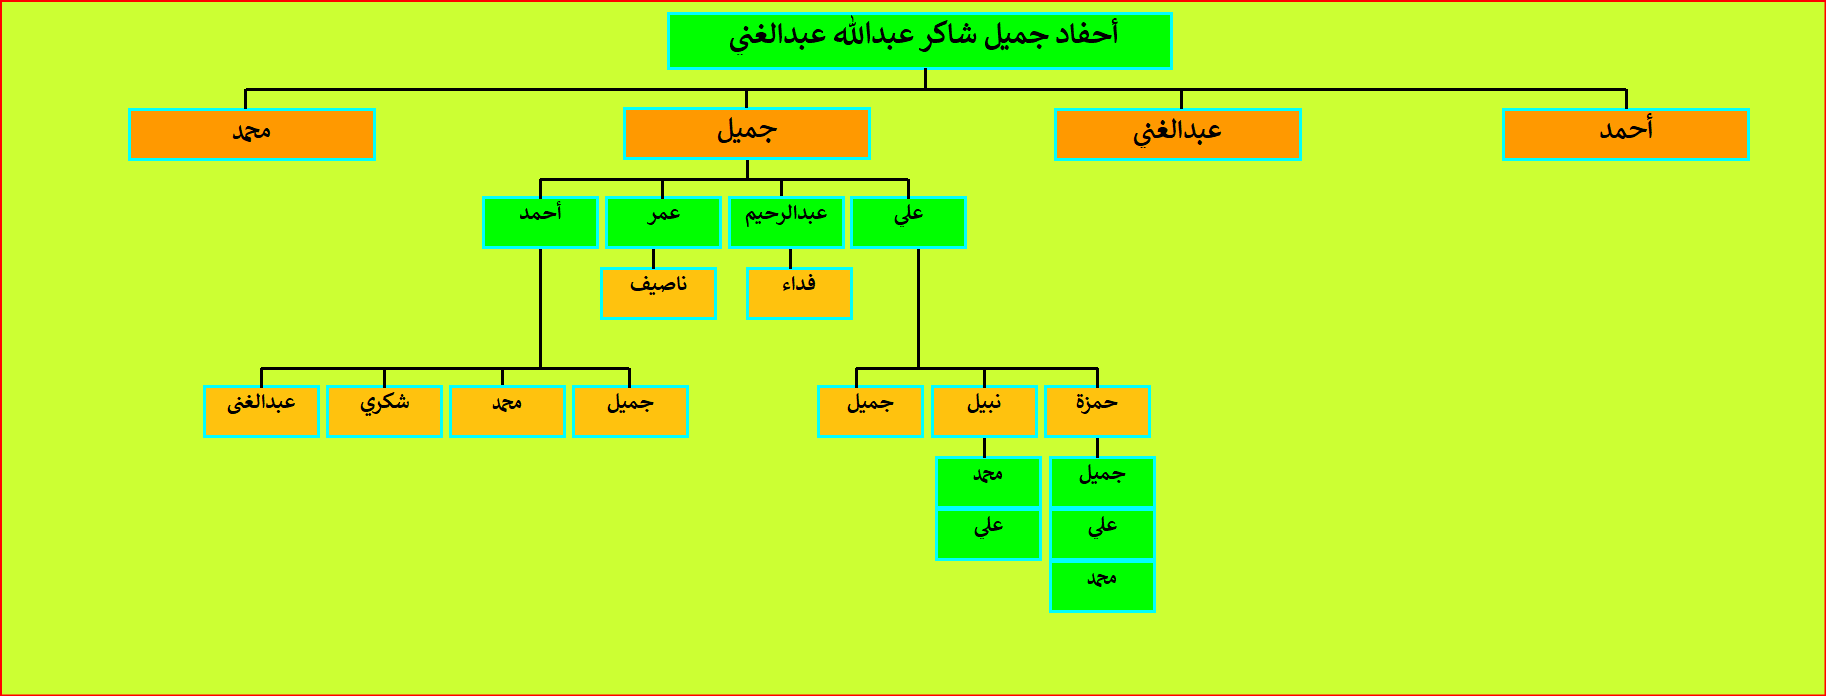 أحفاد جميل شاكر عبدالله عبدالغني
أحمد
عبدالغني
جميل
محمد
علي
عبدالرحيم
عمر
أحمد
فداء
ناصيف
حمزة
نبيل
جميل
جميل
محمد
شكري
عبدالغنى
جميل
محمد
علي
علي
محمد